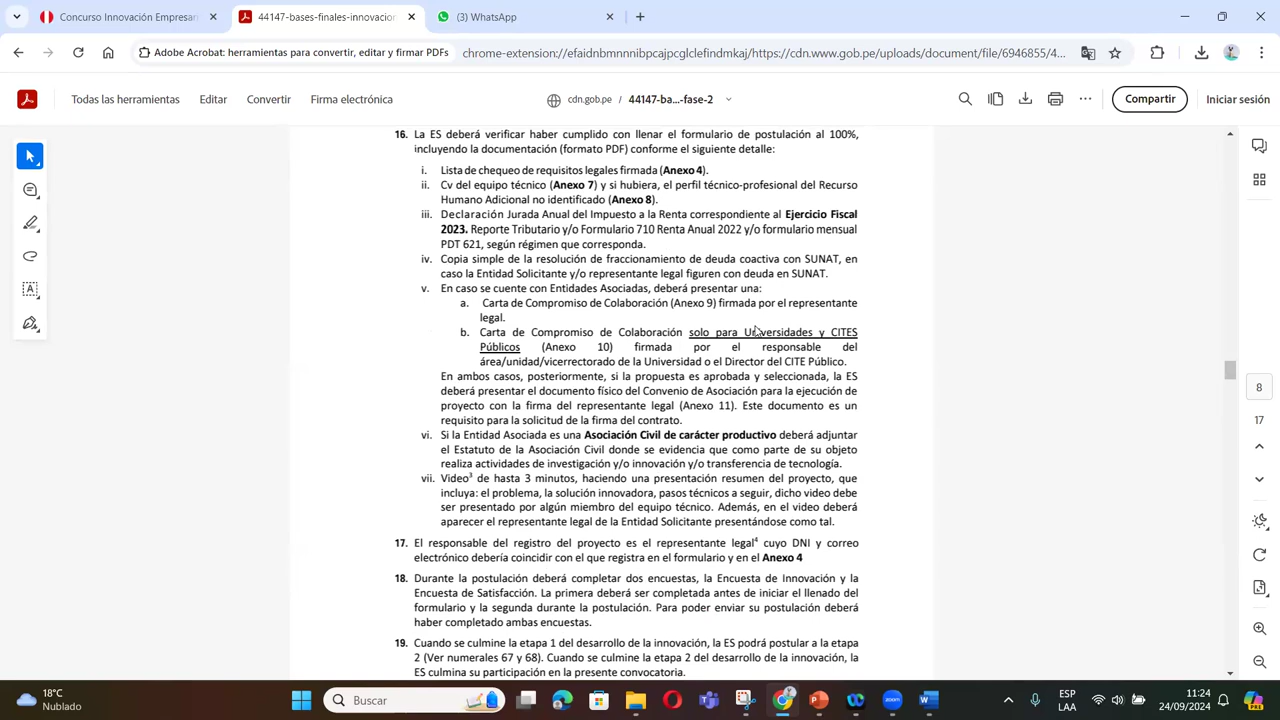 Concurso Innovación Empresari
44147-bases-finales-innovacion
(3) WhatsApp
Adobe Acrobat: herramientas para convertir, editar y firmar PDFs
chrome-extension://efaidnbmnnnibpcajpcglclefindmkaj/https://cdn.www.gob.pe/uploads/document/file/6946855/4...
Todas las herramientas
Editar
Convertir
Firma electrónica
cdn.gob.pe / 44147-ba...-fase-2
Compartir
Iniciar sesión
16. La ES deberá verificar haber cumplido con llenar el formulario de postulación al 100%,
incluyendo la documentación (formato PDF) conforme el siguiente detalle:
i. Lista de chequeo de requisitos legales firmada (Anexo 4).
ii. Cv del equipo técnico (Anexo 7) y si hubiera, el perfil técnico-profesional del Recurso
Humano Adicional no identificado (Anexo 8).
iii. Declaración Jurada Anual del Impuesto a la Renta correspondiente al Ejercicio Fiscal
2023. Reporte Tributario y/o Formulario 710 Renta Anual 2022 y/o formulario mensual
PDT 621, según régimen que corresponda.
iv. Copia simple de la resolución de fraccionamiento de deuda coactiva con SUNAT, en
caso la Entidad Solicitante y/o representante legal figuren con deuda en SUNAT.
v. En caso se cuente con Entidades Asociadas, deberá presentar una:
a. Carta de Compromiso de Colaboración (Anexo 9) firmada por el representante
legal.
b. Carta de Compromiso de Colaboración solo para Universidades y CITES
Públicos (Anexo 10) firmada por el responsable del
área/unidad/vicerrectorado de la Universidad o el Director del CITE Público.
En ambos casos, posteriormente, si la propuesta es aprobada y seleccionada, la ES
deberá presentar el documento físico del Convenio de Asociación para la ejecución de
proyecto con la firma del representante legal (Anexo 11). Este documento es un
requisito para la solicitud de la firma del contrato.
vi. Si la Entidad Asociada es una Asociación Civil de carácter productivo deberá adjuntar
el Estatuto de la Asociación Civil donde se evidencia que como parte de su objeto
realiza actividades de investigación y/o innovación y/o transferencia de tecnología.
vii. Video³ de hasta 3 minutos, haciendo una presentación resumen del proyecto, que
incluya: el problema, la solución innovadora, pasos técnicos a seguir, dicho video debe
ser presentado por algún miembro del equipo técnico. Además, en el video deberá
aparecer el representante legal de la Entidad Solicitante presentándose como tal.
17. El responsable del registro del proyecto es el representante legal⁴ cuyo DNI y correo
electrónico debería coincidir con el que registra en el formulario y en el Anexo 4
18. Durante la postulación deberá completar dos encuestas, la Encuesta de Innovación y la
Encuesta de Satisfacción. La primera deberá ser completada antes de iniciar el llenado del
formulario y la segunda durante la postulación. Para poder enviar su postulación deberá
haber completado ambas encuestas.
19. Cuando se culmine la etapa 1 del desarrollo de la innovación, la ES podrá postular a la etapa
2 (Ver numerales 67 y 68). Cuando se culmine la etapa 2 del desarrollo de la innovación, la
ES culmina su participación en la presente convocatoria.
8
17
18°C
Nublado
Buscar
ESP
LAA
11:24
24/09/2024